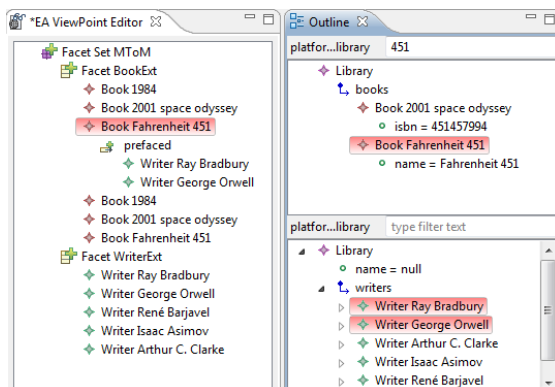 *EA ViewPoint Editor
Facet Set MToM
Facet BookExt
Book 1984
Book 2001 space odyssey
Book Fahrenheit 451
prefaced
Writer Ray Bradbury
Writer George Orwell
Book 1984
Book 2001 space odyssey
Book Fahrenheit 451
Facet WriterExt
Writer Ray Bradbury
Writer George Orwell
Writer René Barjavel
Writer Isaac Asimov
Writer Arthur C. Clarke
Outline
platfor...library 451
Library
books
Book 2001 space odyssey
isbn = 451457994
Book Fahrenheit 451
name = Fahrenheit 451
platfor...library type filter text
Library
name = null
writers
Writer Ray Bradbury
Writer George Orwell
Writer Arthur C. Clarke
Writer Isaac Asimov
Writer René Barjavel